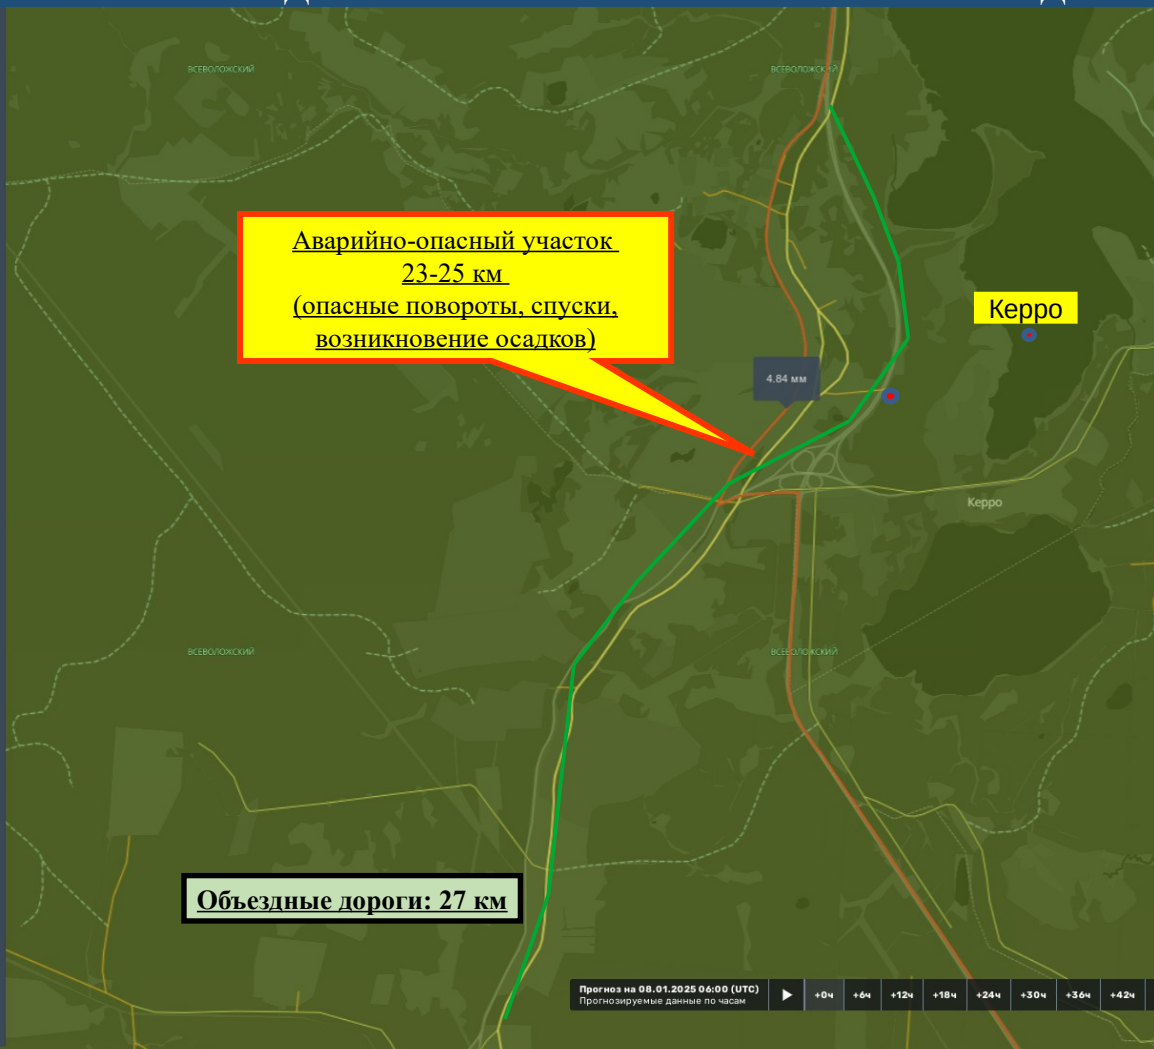 ВСЕВОЛОЖСКИЙ
ВСЕВОЛОЖСКИЙ
Аварийно-опасный участок
23-25 км
(опасные повороты, спуски,
возникновение осадков)
Керро
4.84 мм
Керро
ВСЕВОЛОЖСКИЙ
ВСЕВОЛОЖСКИЙ
Объездные дороги: 27 км
Прогноз на 08.01.2025 06:00 (UTC)
Прогнозируемые данные по часам
+0ч +6ч +12ч +18ч +24ч +30ч +36ч +42ч